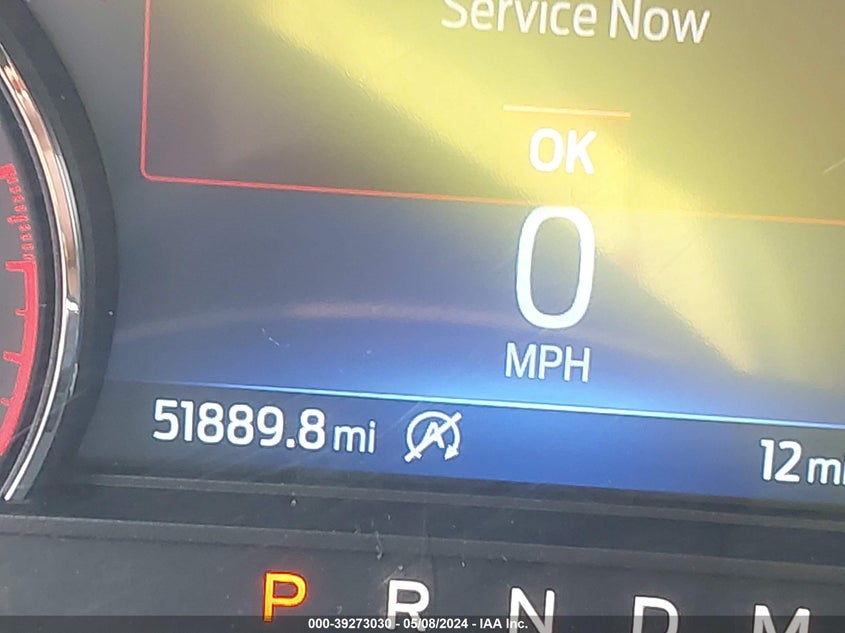 Service Now
OK
0
MPH
51889.8 mi
12 mi
P R N D M
000-39273030 - 05/08/2024 - IAA Inc.